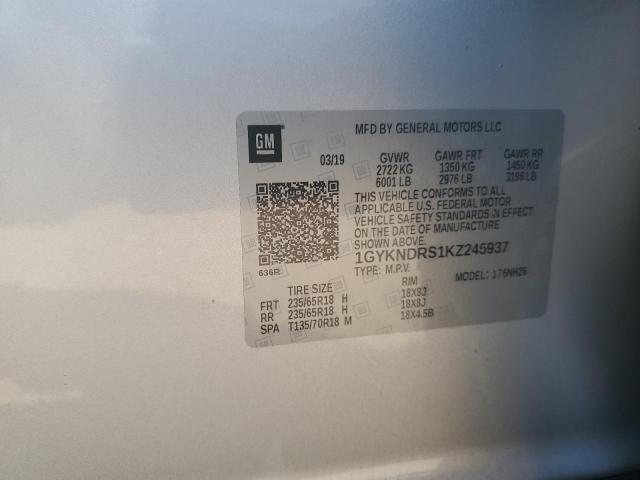 GM
MFD BY GENERAL MOTORS LLC
03/19 GVWR GAWR FRT GAWR RR
2722 KG 1350 KG 1450 KG
6001 LB 2976 LB 3196 LB
THIS VEHICLE CONFORMS TO ALL
APPLICABLE U.S. FEDERAL MOTOR
VEHICLE SAFETY STANDARDS IN EFFECT
ON THE DATE OF MANUFACTURE
SHOWN ABOVE.
1GYKNDRS1KZ245937
636R
TYPE: M.P.V. MODEL: 176NH26
TIRE SIZE RIM
FRT 235/65R18 H 18X8J
RR 235/65R18 H 18X8J
SPA T135/70R18 M 18X4.5B